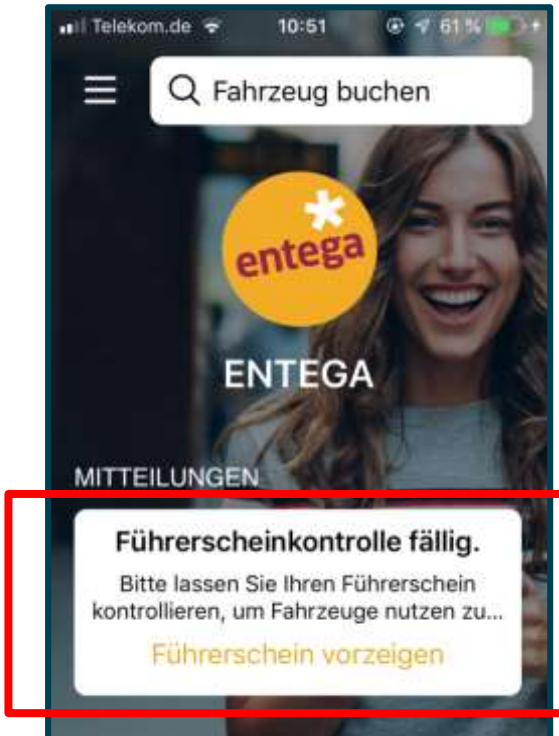 Telekom.de 10:51 61 %
Fahrzeug buchen
entega
ENTEGA
MITTEILUNGEN
Führerscheinkontrolle fällig.
Bitte lassen Sie Ihren Führerschein
kontrollieren, um Fahrzeuge nutzen zu...
Führerschein vorzeigen